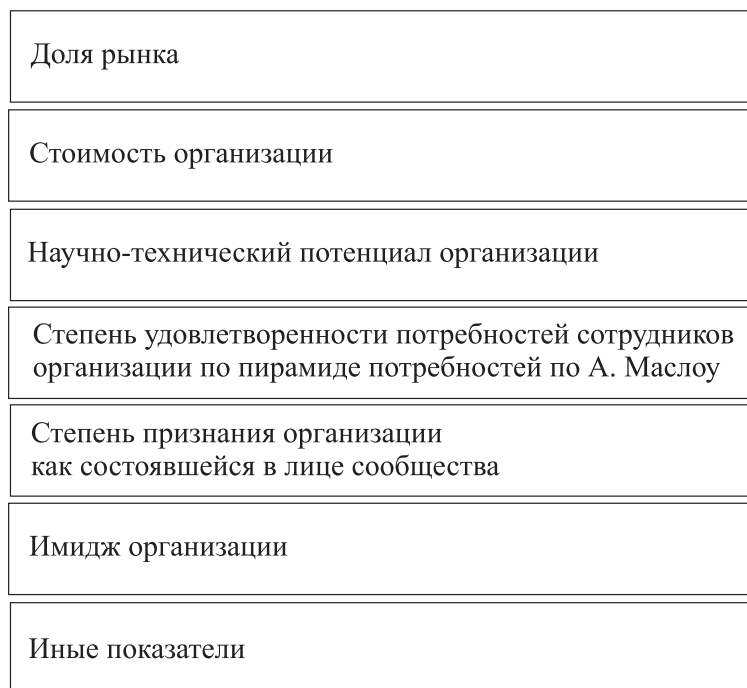 Доля рынка
Стоимость организации
Научно-технический потенциал организации
Степень удовлетворенности потребностей сотрудников
организации по пирамиде потребностей по А. Маслоу
Степень признания организации
как состоявшейся в лице сообщества
Имидж организации
Иные показатели